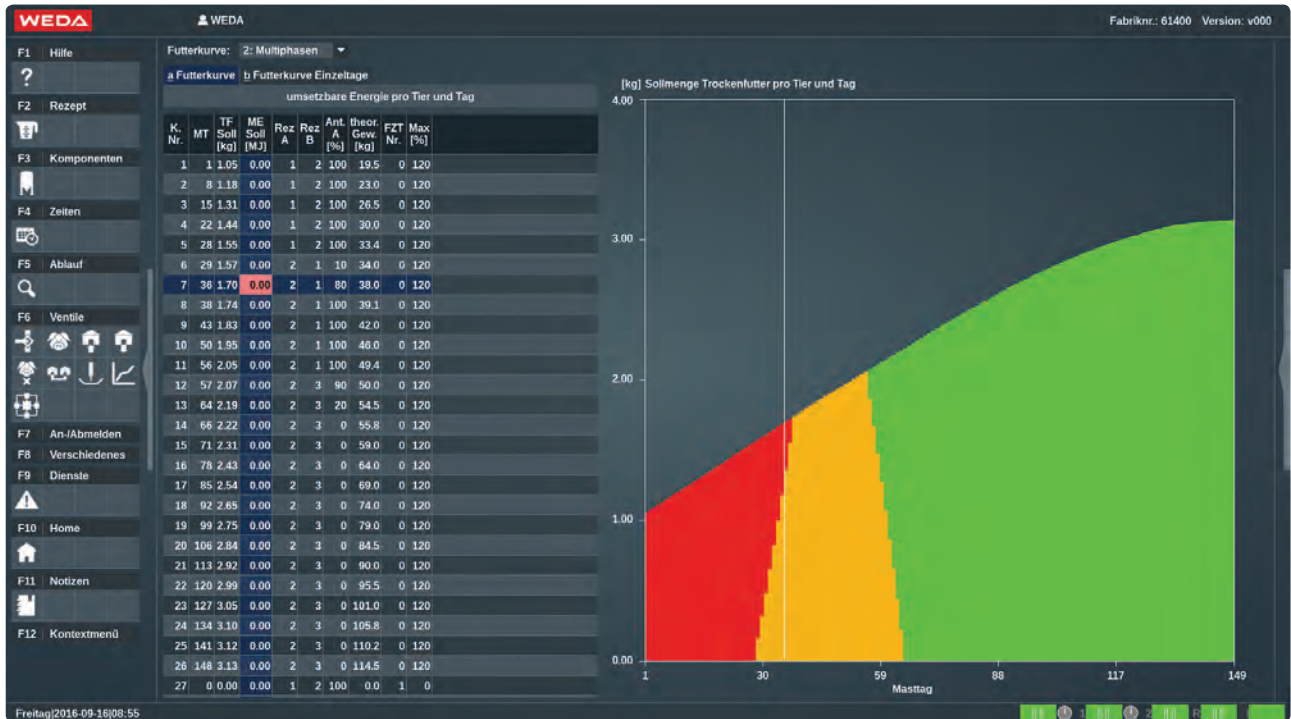 WEDA
WEDA
Fabriknr.: 61400 Version: v000
F1 Hilfe
F2 Rezept
F3 Komponenten
F4 Zeiten
F5 Ablauf
F6 Ventile
F7 An-/Abmelden
F8 Verschiedenes
F9 Dienste
F10 Home
F11 Notizen
F12 Kontextmenü
Futterkurve: 2: Multiphasen
a Futterkurve b Futterkurve Einzeltage
umsetzbare Energie pro Tier und Tag
K. Nr. MT TF Soll [kg] ME Soll [MJ] Rez A Rez B Ant. A [%] theor. Gew. [kg] FZT Nr. Max [%]
1 1 1.05 0.00 1 2 100 19.5 0 120
2 8 1.18 0.00 1 2 100 23.0 0 120
3 15 1.31 0.00 1 2 100 26.5 0 120
4 22 1.44 0.00 1 2 100 30.0 0 120
5 28 1.55 0.00 1 2 100 33.4 0 120
6 29 1.57 0.00 2 1 10 34.0 0 120
7 36 1.70 0.00 2 1 80 38.0 0 120
8 38 1.74 0.00 2 1 100 39.1 0 120
9 43 1.83 0.00 2 1 100 42.0 0 120
10 50 1.95 0.00 2 1 100 46.0 0 120
11 56 2.05 0.00 2 1 100 49.4 0 120
12 57 2.07 0.00 2 3 90 50.0 0 120
13 64 2.19 0.00 2 3 20 54.5 0 120
14 66 2.22 0.00 2 3 0 55.8 0 120
15 71 2.31 0.00 2 3 0 59.0 0 120
16 78 2.43 0.00 2 3 0 64.0 0 120
17 85 2.54 0.00 2 3 0 69.0 0 120
18 92 2.65 0.00 2 3 0 74.0 0 120
19 99 2.75 0.00 2 3 0 79.0 0 120
20 106 2.84 0.00 2 3 0 84.5 0 120
21 113 2.92 0.00 2 3 0 90.0 0 120
22 120 2.99 0.00 2 3 0 95.5 0 120
23 127 3.05 0.00 2 3 0 101.0 0 120
24 134 3.10 0.00 2 3 0 105.8 0 120
25 141 3.12 0.00 2 3 0 110.2 0 120
26 148 3.13 0.00 2 3 0 114.5 0 120
27 0 0.00 0.00 1 2 100 0.0 1 0
[kg] Sollmenge Trockenfutter pro Tier und Tag
4.00
3.00
2.00
1.00
0.00
1 30 59 88 117 149
Masttag
Freitag|2016-09-16|08:55
1 2 R